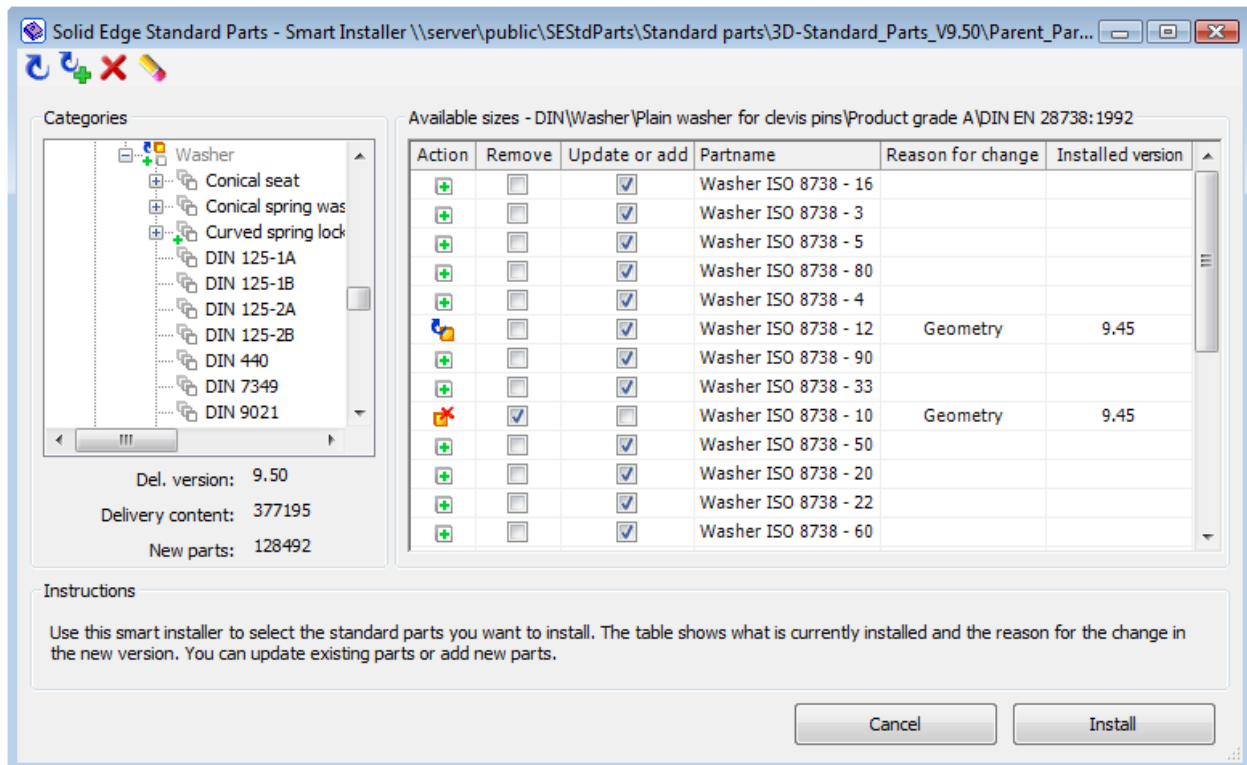 Solid Edge Standard Parts - Smart Installer \\server\public\SEStdParts\Standard parts\3D-Standard_Parts_V9.50\Parent_Par...
Categories
Washer
Conical seat
Conical spring was
Curved spring lock
DIN 125-1A
DIN 125-1B
DIN 125-2A
DIN 125-2B
DIN 440
DIN 7349
DIN 9021
Del. version: 9.50
Delivery content: 377195
New parts: 128492
Available sizes - DIN\Washer\Plain washer for clevis pins\Product grade A\DIN EN 28738:1992
Action Remove Update or add Partname Reason for change Installed version
Washer ISO 8738 - 16
Washer ISO 8738 - 3
Washer ISO 8738 - 5
Washer ISO 8738 - 80
Washer ISO 8738 - 4
Washer ISO 8738 - 12 Geometry 9.45
Washer ISO 8738 - 90
Washer ISO 8738 - 33
Washer ISO 8738 - 10 Geometry 9.45
Washer ISO 8738 - 50
Washer ISO 8738 - 20
Washer ISO 8738 - 22
Washer ISO 8738 - 60
Instructions
Use this smart installer to select the standard parts you want to install. The table shows what is currently installed and the reason for the change in
the new version. You can update existing parts or add new parts.
Cancel Install